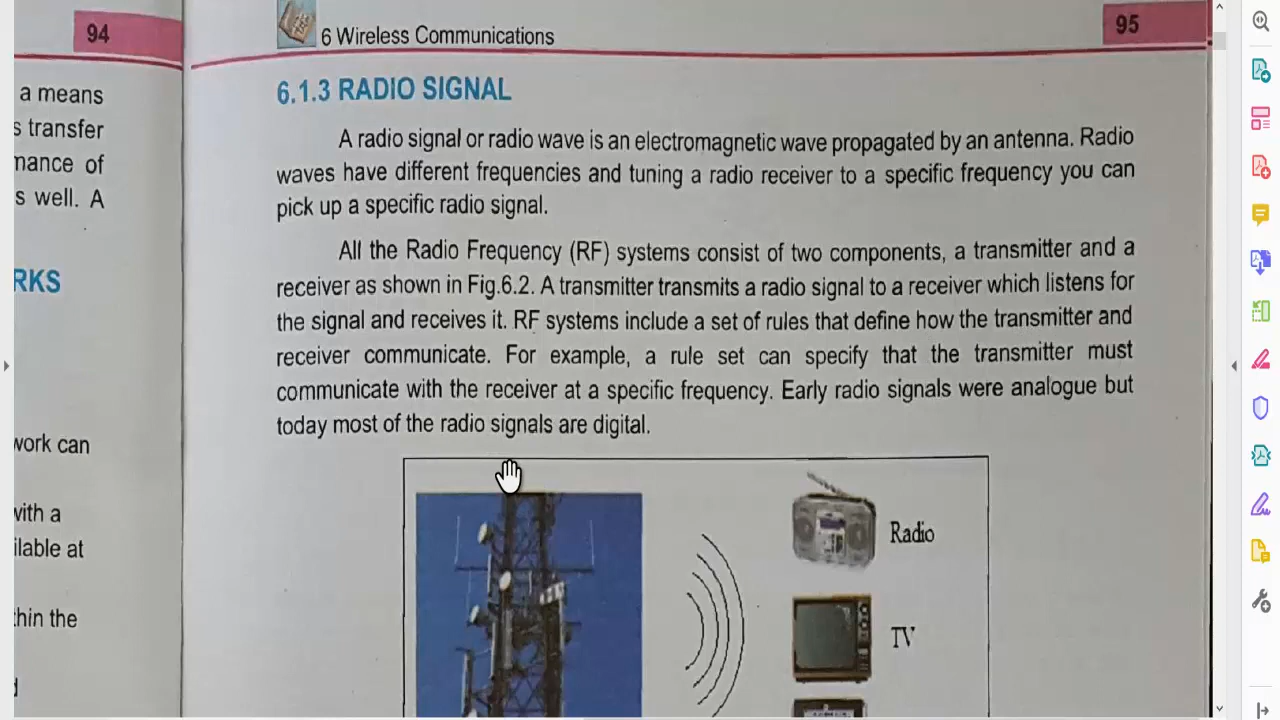 94
a means
s transfer
mance of
s well. A
RKS
work can
with a
ilable at
thin the
6 Wireless Communications
95
6.1.3 RADIO SIGNAL
A radio signal or radio wave is an electromagnetic wave propagated by an antenna. Radio
waves have different frequencies and tuning a radio receiver to a specific frequency you can
pick up a specific radio signal.
All the Radio Frequency (RF) systems consist of two components, a transmitter and a
receiver as shown in Fig.6.2. A transmitter transmits a radio signal to a receiver which listens for
the signal and receives it. RF systems include a set of rules that define how the transmitter and
receiver communicate. For example, a rule set can specify that the transmitter must
communicate with the receiver at a specific frequency. Early radio signals were analogue but
today most of the radio signals are digital.
Radio
TV